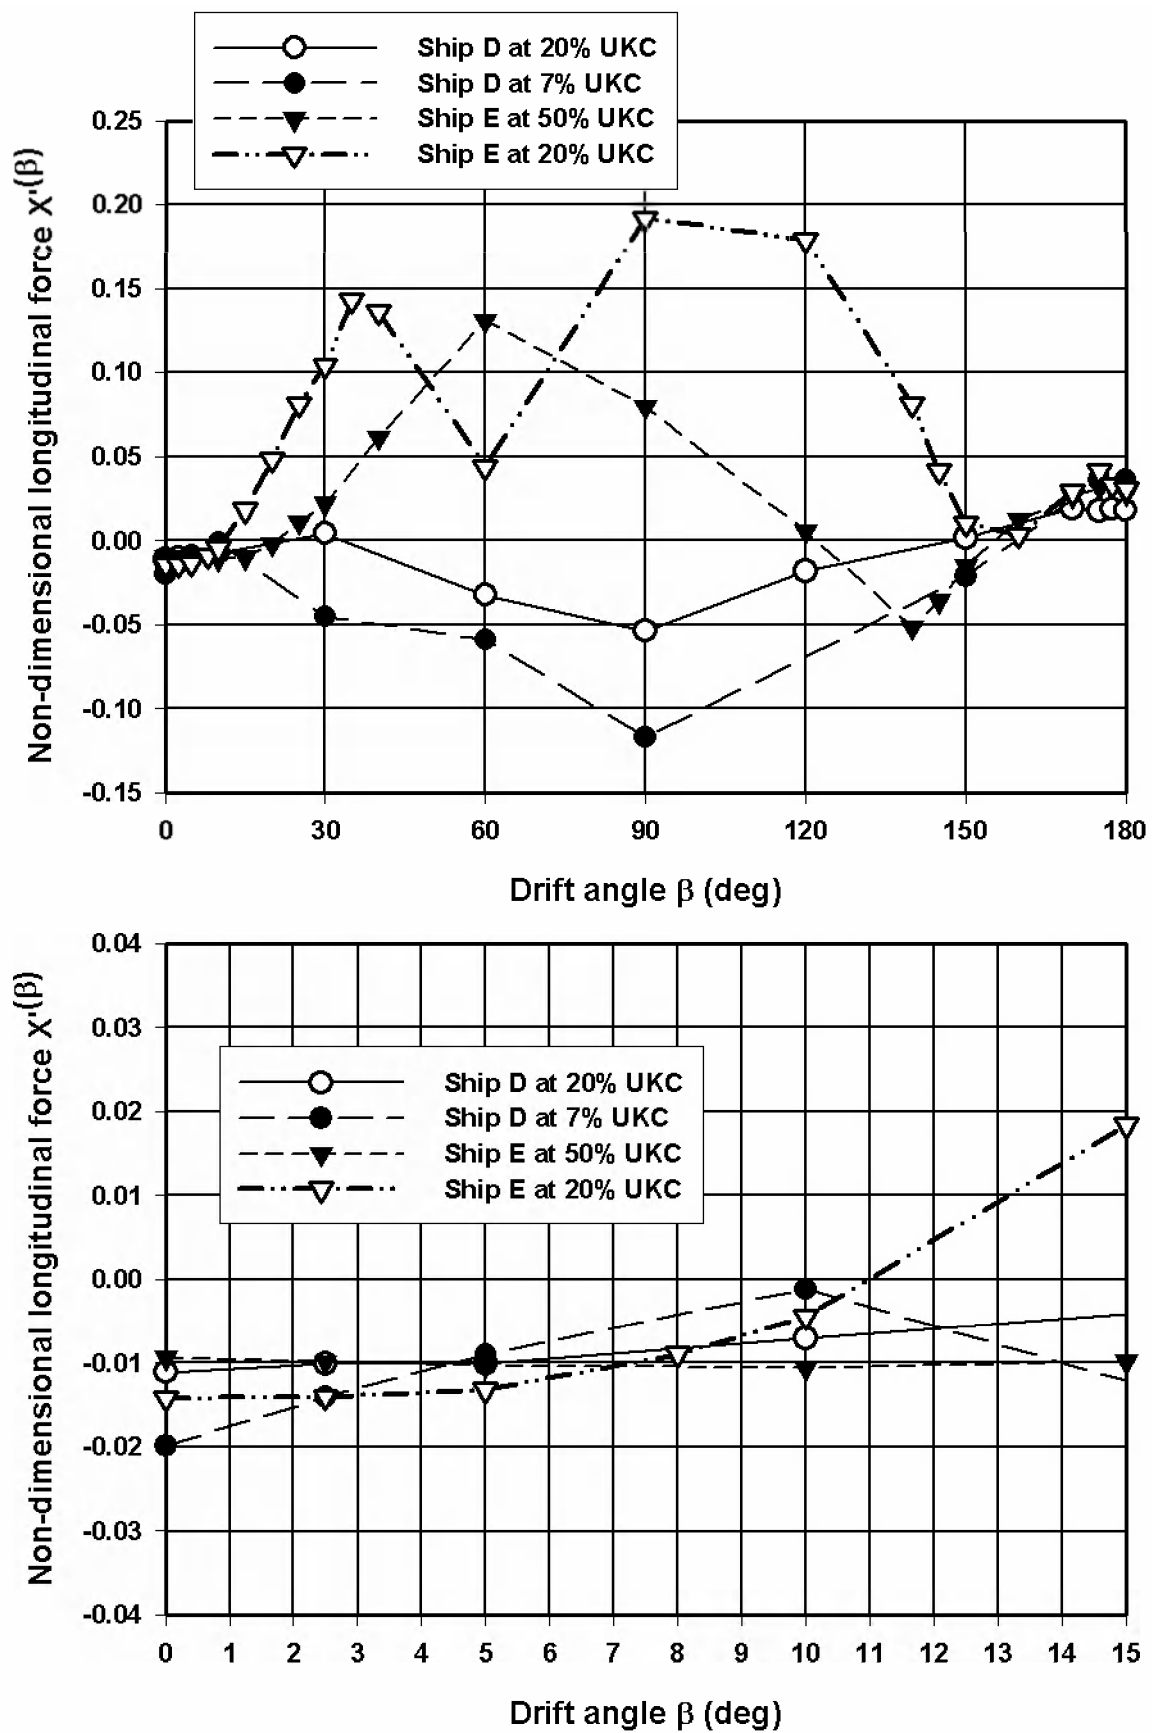 Ship D at 20% UKC
Ship D at 7% UKC
Ship E at 50% UKC
Ship E at 20% UKC
Non-dimensional longitudinal force X'(β)
0.25
0.20
0.15
0.10
0.05
0.00
-0.05
-0.10
-0.15
0 30 60 90 120 150 180
Drift angle β (deg)
Non-dimensional longitudinal force X'(β)
0.04
0.03
0.02
0.01
0.00
-0.01
-0.02
-0.03
-0.04
Ship D at 20% UKC
Ship D at 7% UKC
Ship E at 50% UKC
Ship E at 20% UKC
0 1 2 3 4 5 6 7 8 9 10 11 12 13 14 15
Drift angle β (deg)